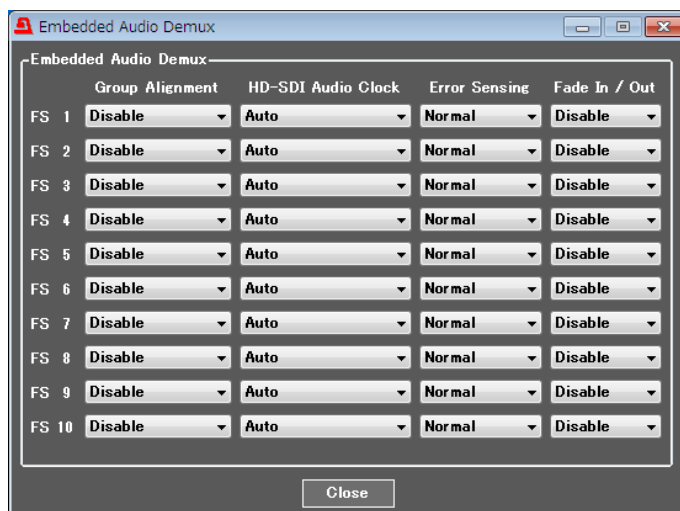 Embedded Audio Demux
Embedded Audio Demux
Group Alignment HD-SDI Audio Clock Error Sensing Fade In / Out
FS 1 Disable Auto Normal Disable
FS 2 Disable Auto Normal Disable
FS 3 Disable Auto Normal Disable
FS 4 Disable Auto Normal Disable
FS 5 Disable Auto Normal Disable
FS 6 Disable Auto Normal Disable
FS 7 Disable Auto Normal Disable
FS 8 Disable Auto Normal Disable
FS 9 Disable Auto Normal Disable
FS 10 Disable Auto Normal Disable
Close